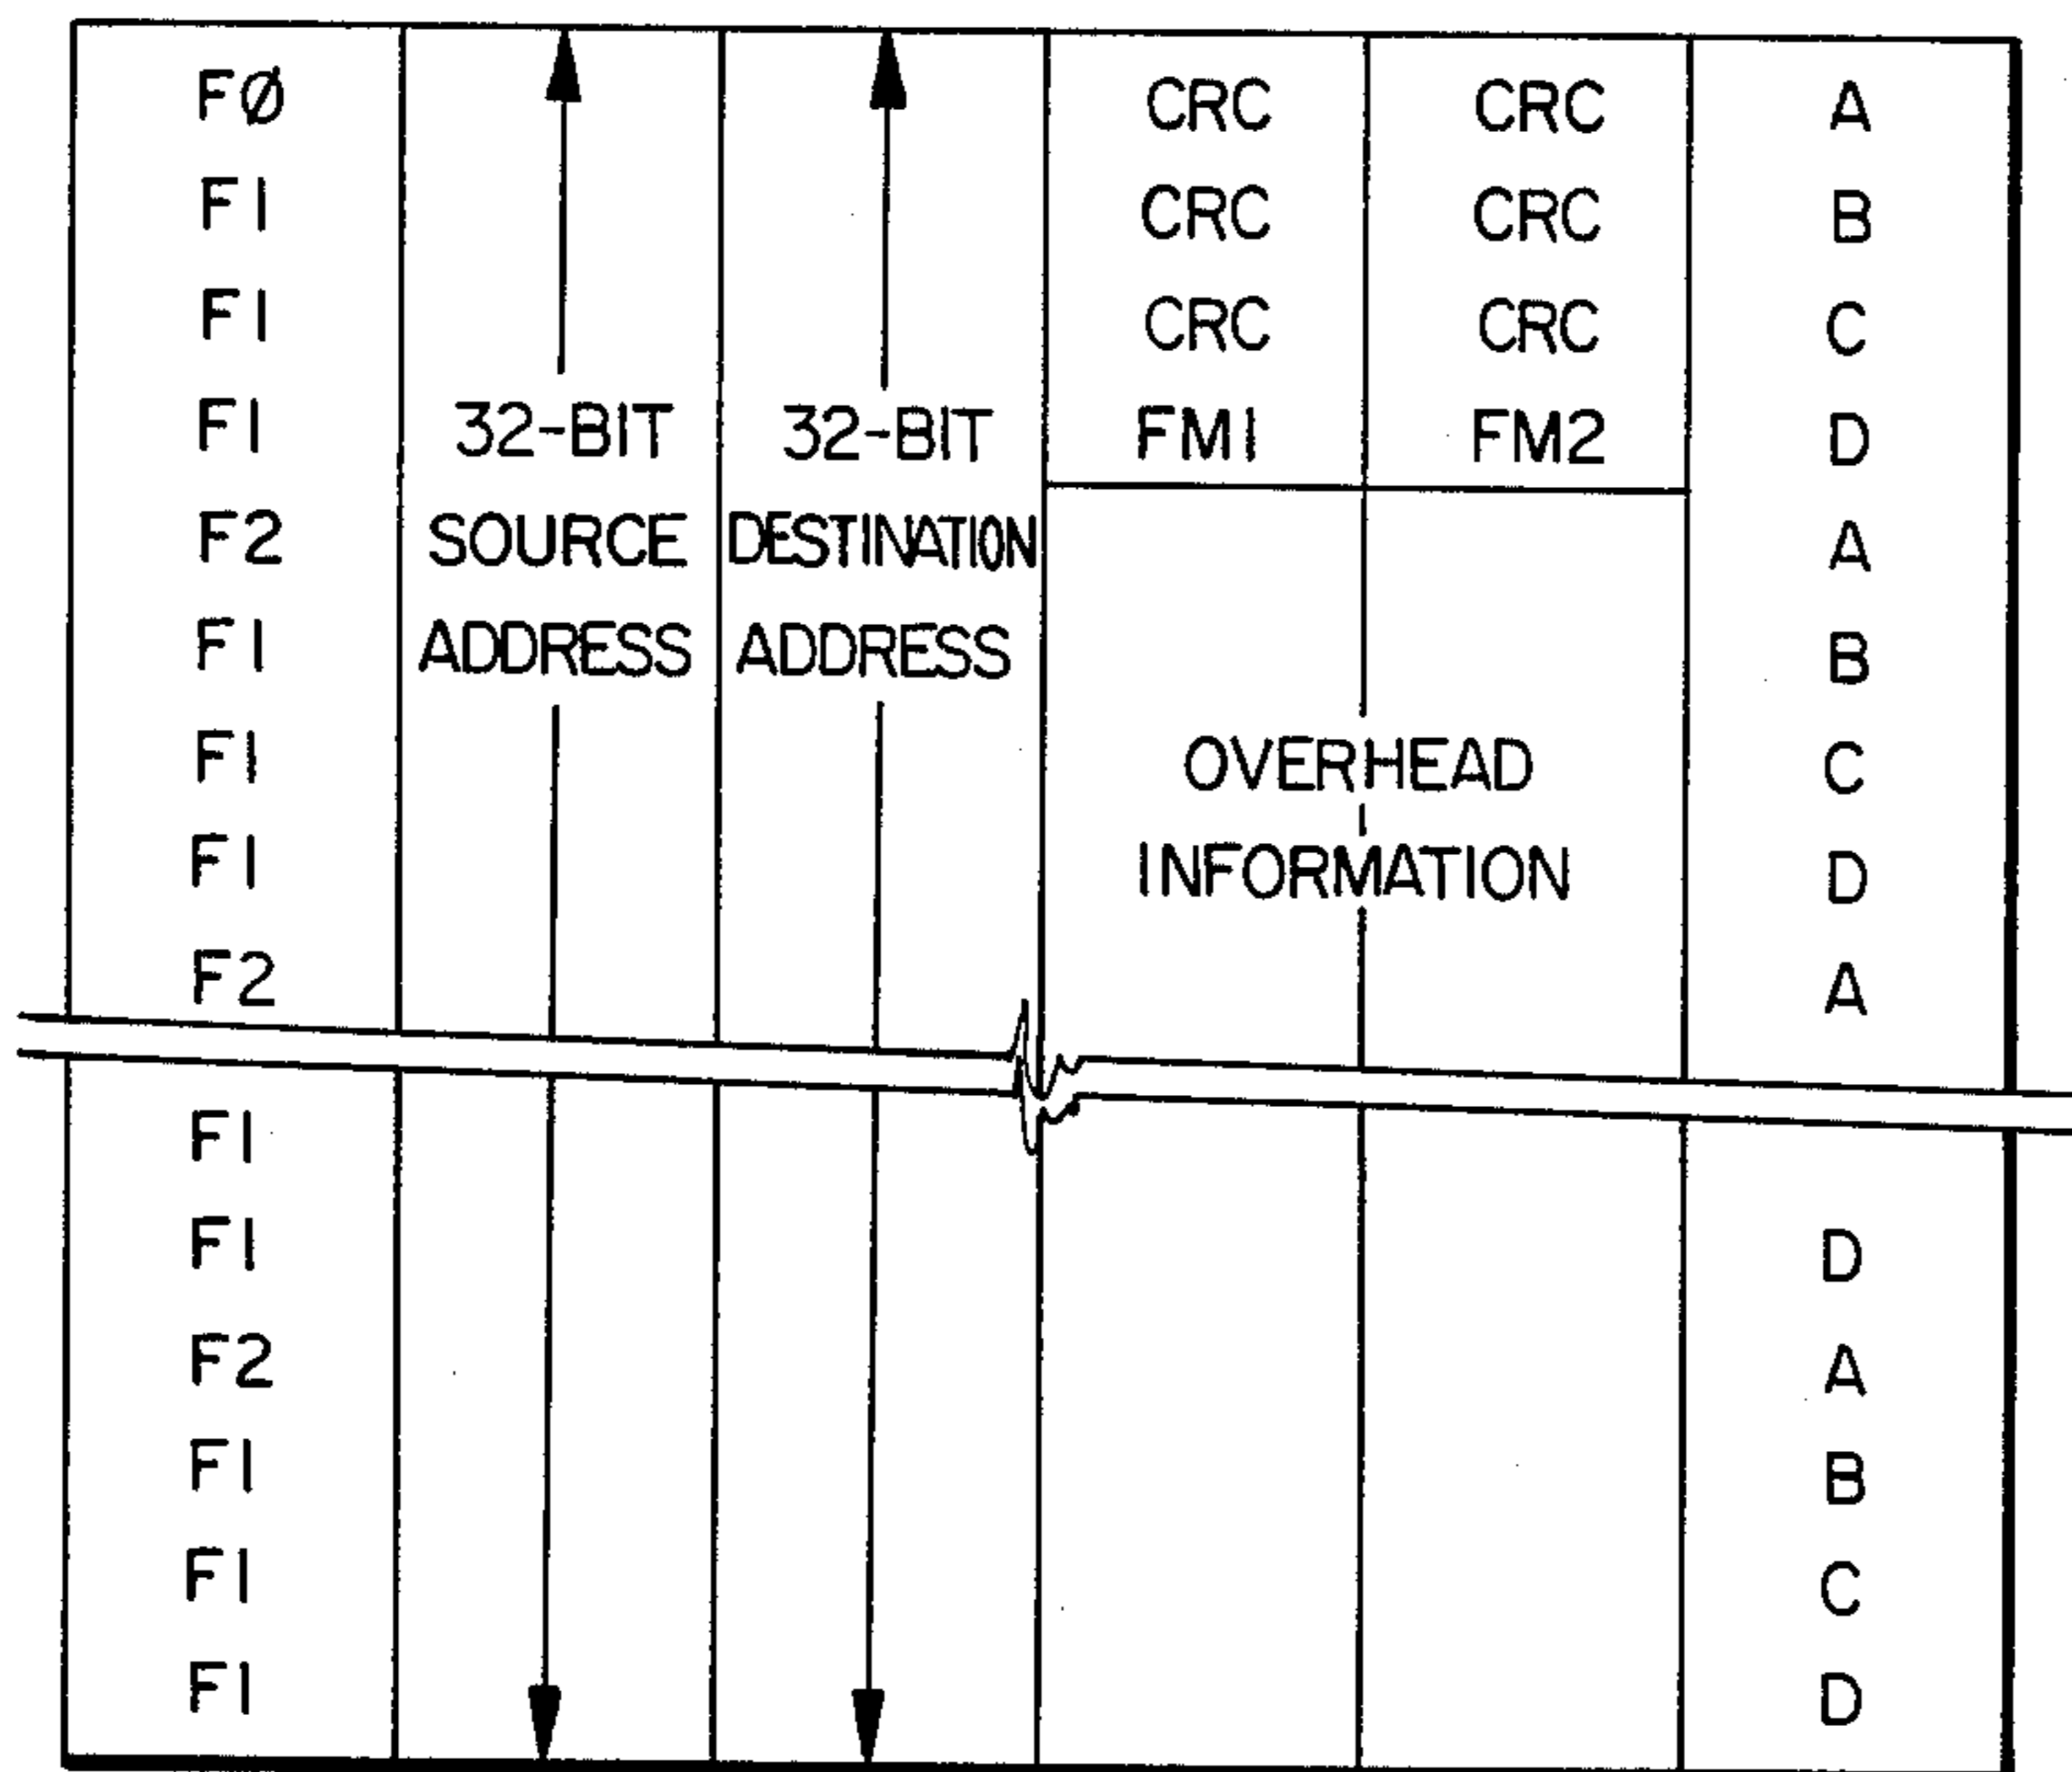 FØ CRC CRC A
F1 CRC CRC B
F1 CRC CRC C
F1 32-BIT 32-BIT FM1 FM2 D
F2 SOURCE DESTINATION A
F1 ADDRESS ADDRESS B
F1 OVERHEAD C
F1 INFORMATION D
F2 A
F1
F1 D
F2 A
F1 B
F1 C
F1 D